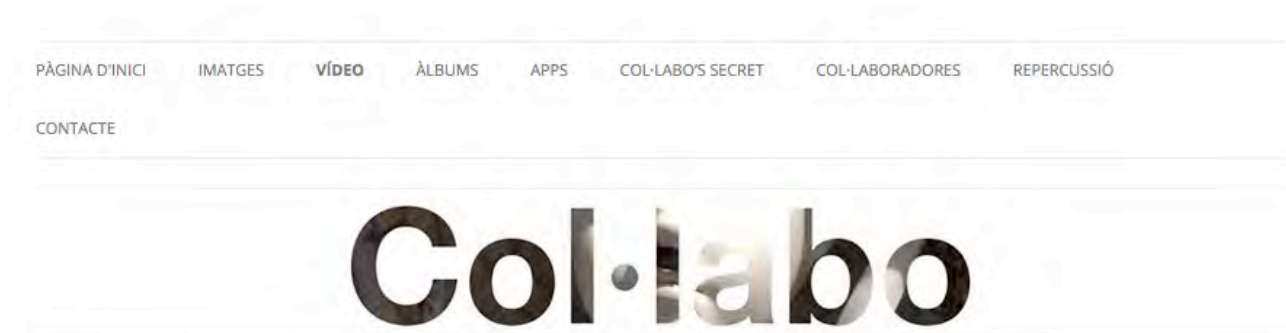 PÀGINA D'INICI IMATGES VÍDEO ÀLBUMS APPS COL·LABO'S SECRET COL·LABORADORES REPERCUSSIÓ
CONTACTE
Col·labo